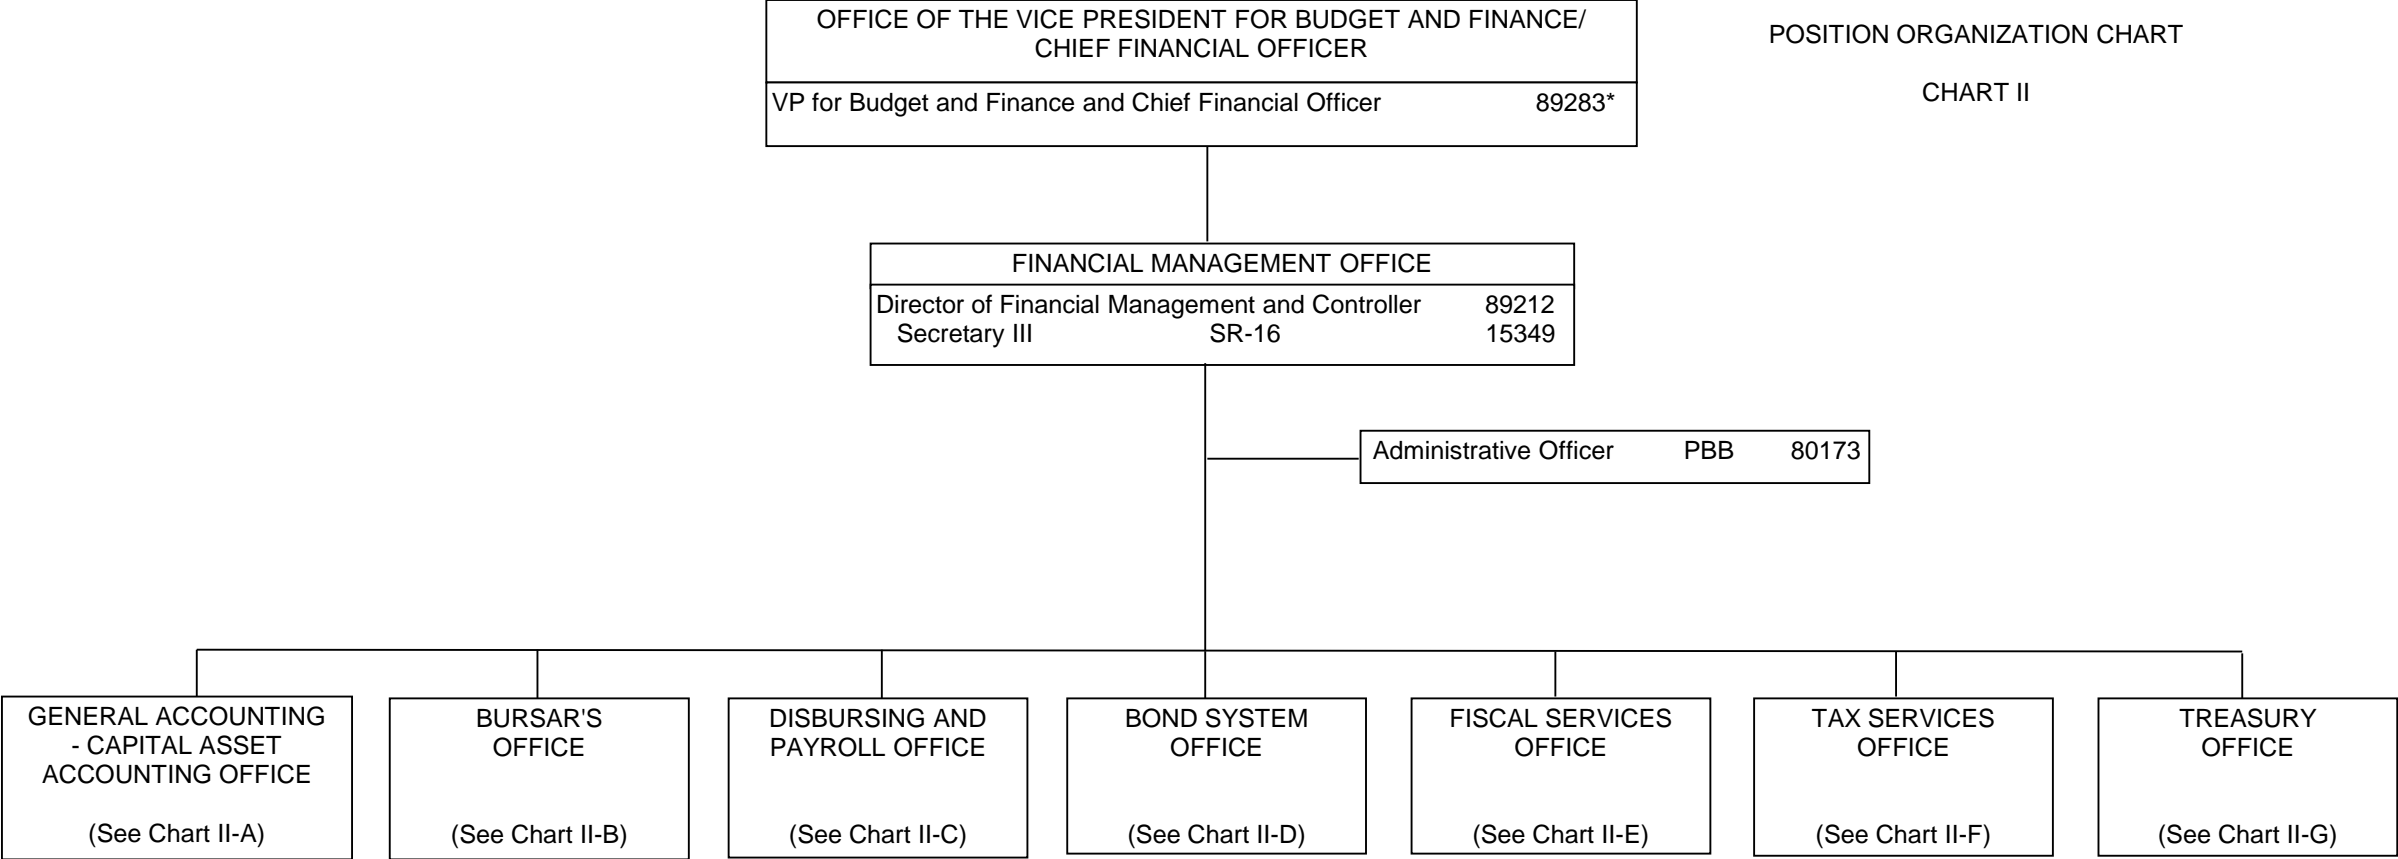 OFFICE OF THE VICE PRESIDENT FOR BUDGET AND FINANCE/
CHIEF FINANCIAL OFFICER
VP for Budget and Finance and Chief Financial Officer 89283*
POSITION ORGANIZATION CHART
CHART II
FINANCIAL MANAGEMENT OFFICE
Director of Financial Management and Controller 89212
Secretary III SR-16 15349
Administrative Officer PBB 80173
GENERAL ACCOUNTING
- CAPITAL ASSET
ACCOUNTING OFFICE
(See Chart II-A)
BURSAR'S
OFFICE
(See Chart II-B)
DISBURSING AND
PAYROLL OFFICE
(See Chart II-C)
BOND SYSTEM
OFFICE
(See Chart II-D)
FISCAL SERVICES
OFFICE
(See Chart II-E)
TAX SERVICES
OFFICE
(See Chart II-F)
TREASURY
OFFICE
(See Chart II-G)